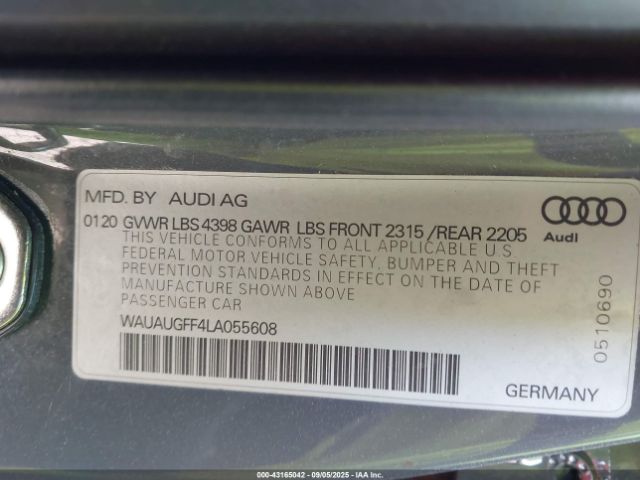 MFD. BY AUDI AG
0120 GVWR LBS 4398 GAWR LBS FRONT 2315 /REAR 2205
THIS VEHICLE CONFORMS TO ALL APPLICABLE U.S
FEDERAL MOTOR VEHICLE SAFETY, BUMPER AND THEFT
PREVENTION STANDARDS IN EFFECT ON THE DATE OF
MANUFACTURE SHOWN ABOVE
PASSENGER CAR
WAUAUGFF4LA055608
Audi
0510690
GERMANY
000-43165042 - 09/05/2025 - IAA Inc.